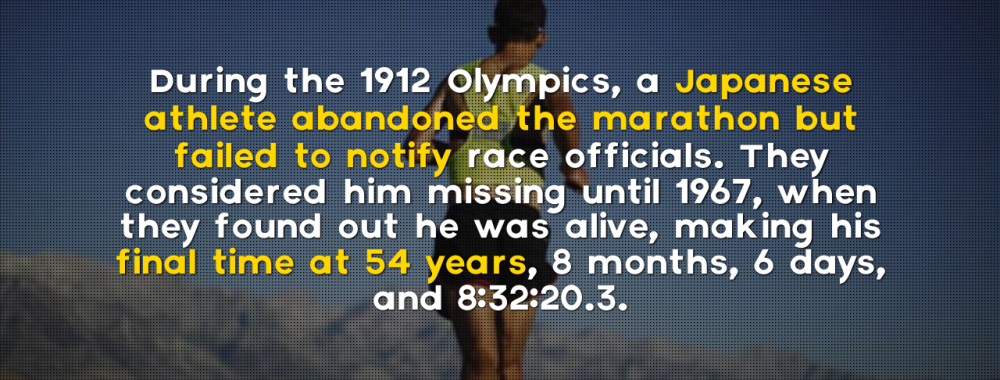 During the 1912 Olympics, a Japanese
athlete abandoned the marathon but
failed to notify race officials. They
considered him missing until 1967, when
they found out he was alive, making his
final time at 54 years, 8 months, 6 days,
and 8:32:20.3.